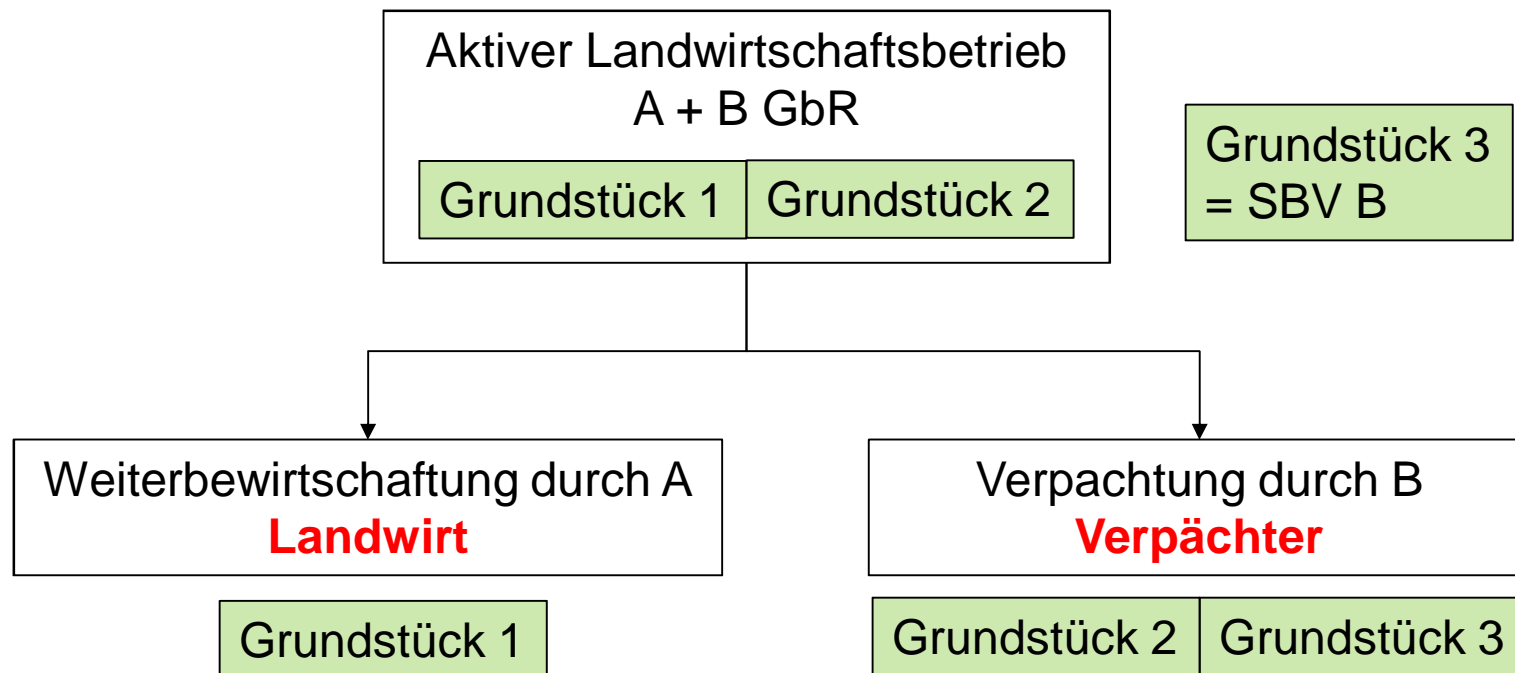 Aktiver Landwirtschaftsbetrieb
A + B GbR
Grundstück 1
Grundstück 2
Grundstück 3
= SBV B
Weiterbewirtschaftung durch A
Landwirt
Verpachtung durch B
Verpächter
Grundstück 1
Grundstück 2
Grundstück 3